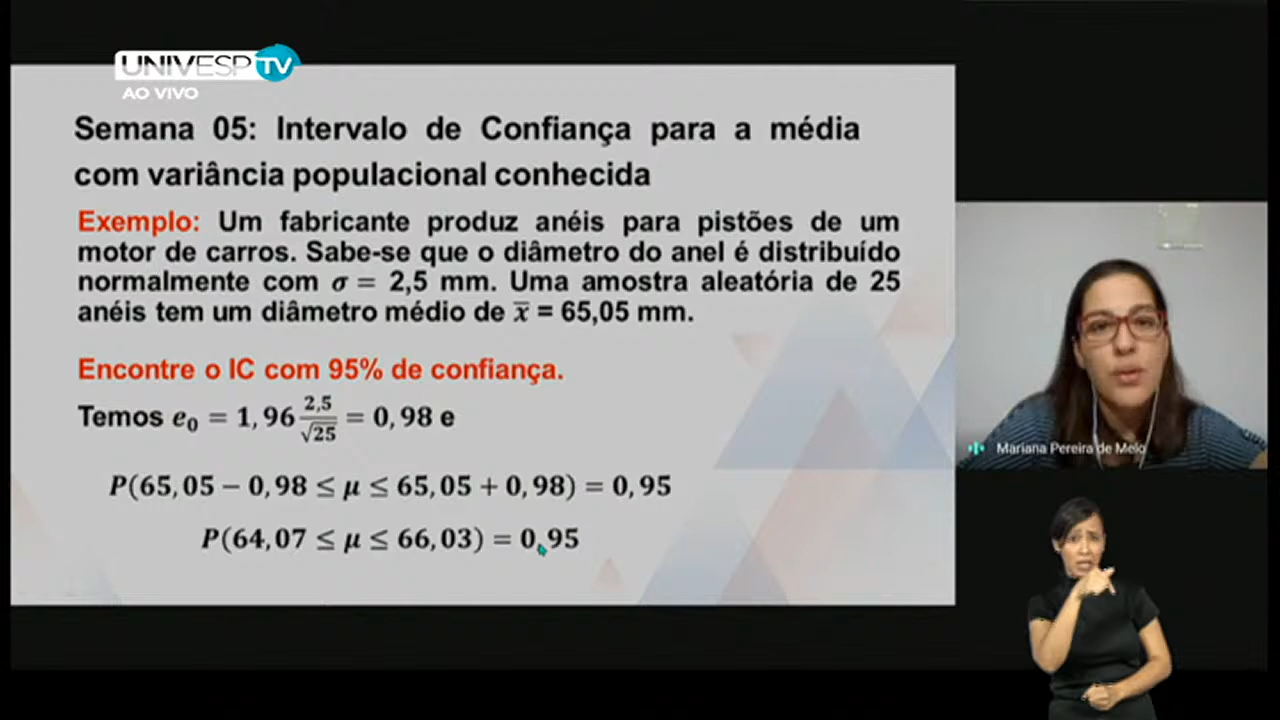 UNIVESP TV
AO VIVO
Semana 05: Intervalo de Confiança para a média
com variância populacional conhecida
Exemplo: Um fabricante produz anéis para pistões de um
motor de carros. Sabe-se que o diâmetro do anel é distribuído
normalmente com σ = 2,5 mm. Uma amostra aleatória de 25
anéis tem um diâmetro médio de x̅ = 65,05 mm.
Encontre o IC com 95% de confiança.
Temos e₀ = 1,96 2,5/√25 = 0,98 e
P(65,05 − 0,98 ≤ μ ≤ 65,05 + 0,98) = 0,95
P(64,07 ≤ μ ≤ 66,03) = 0,95
Mariana Pereira de Melo